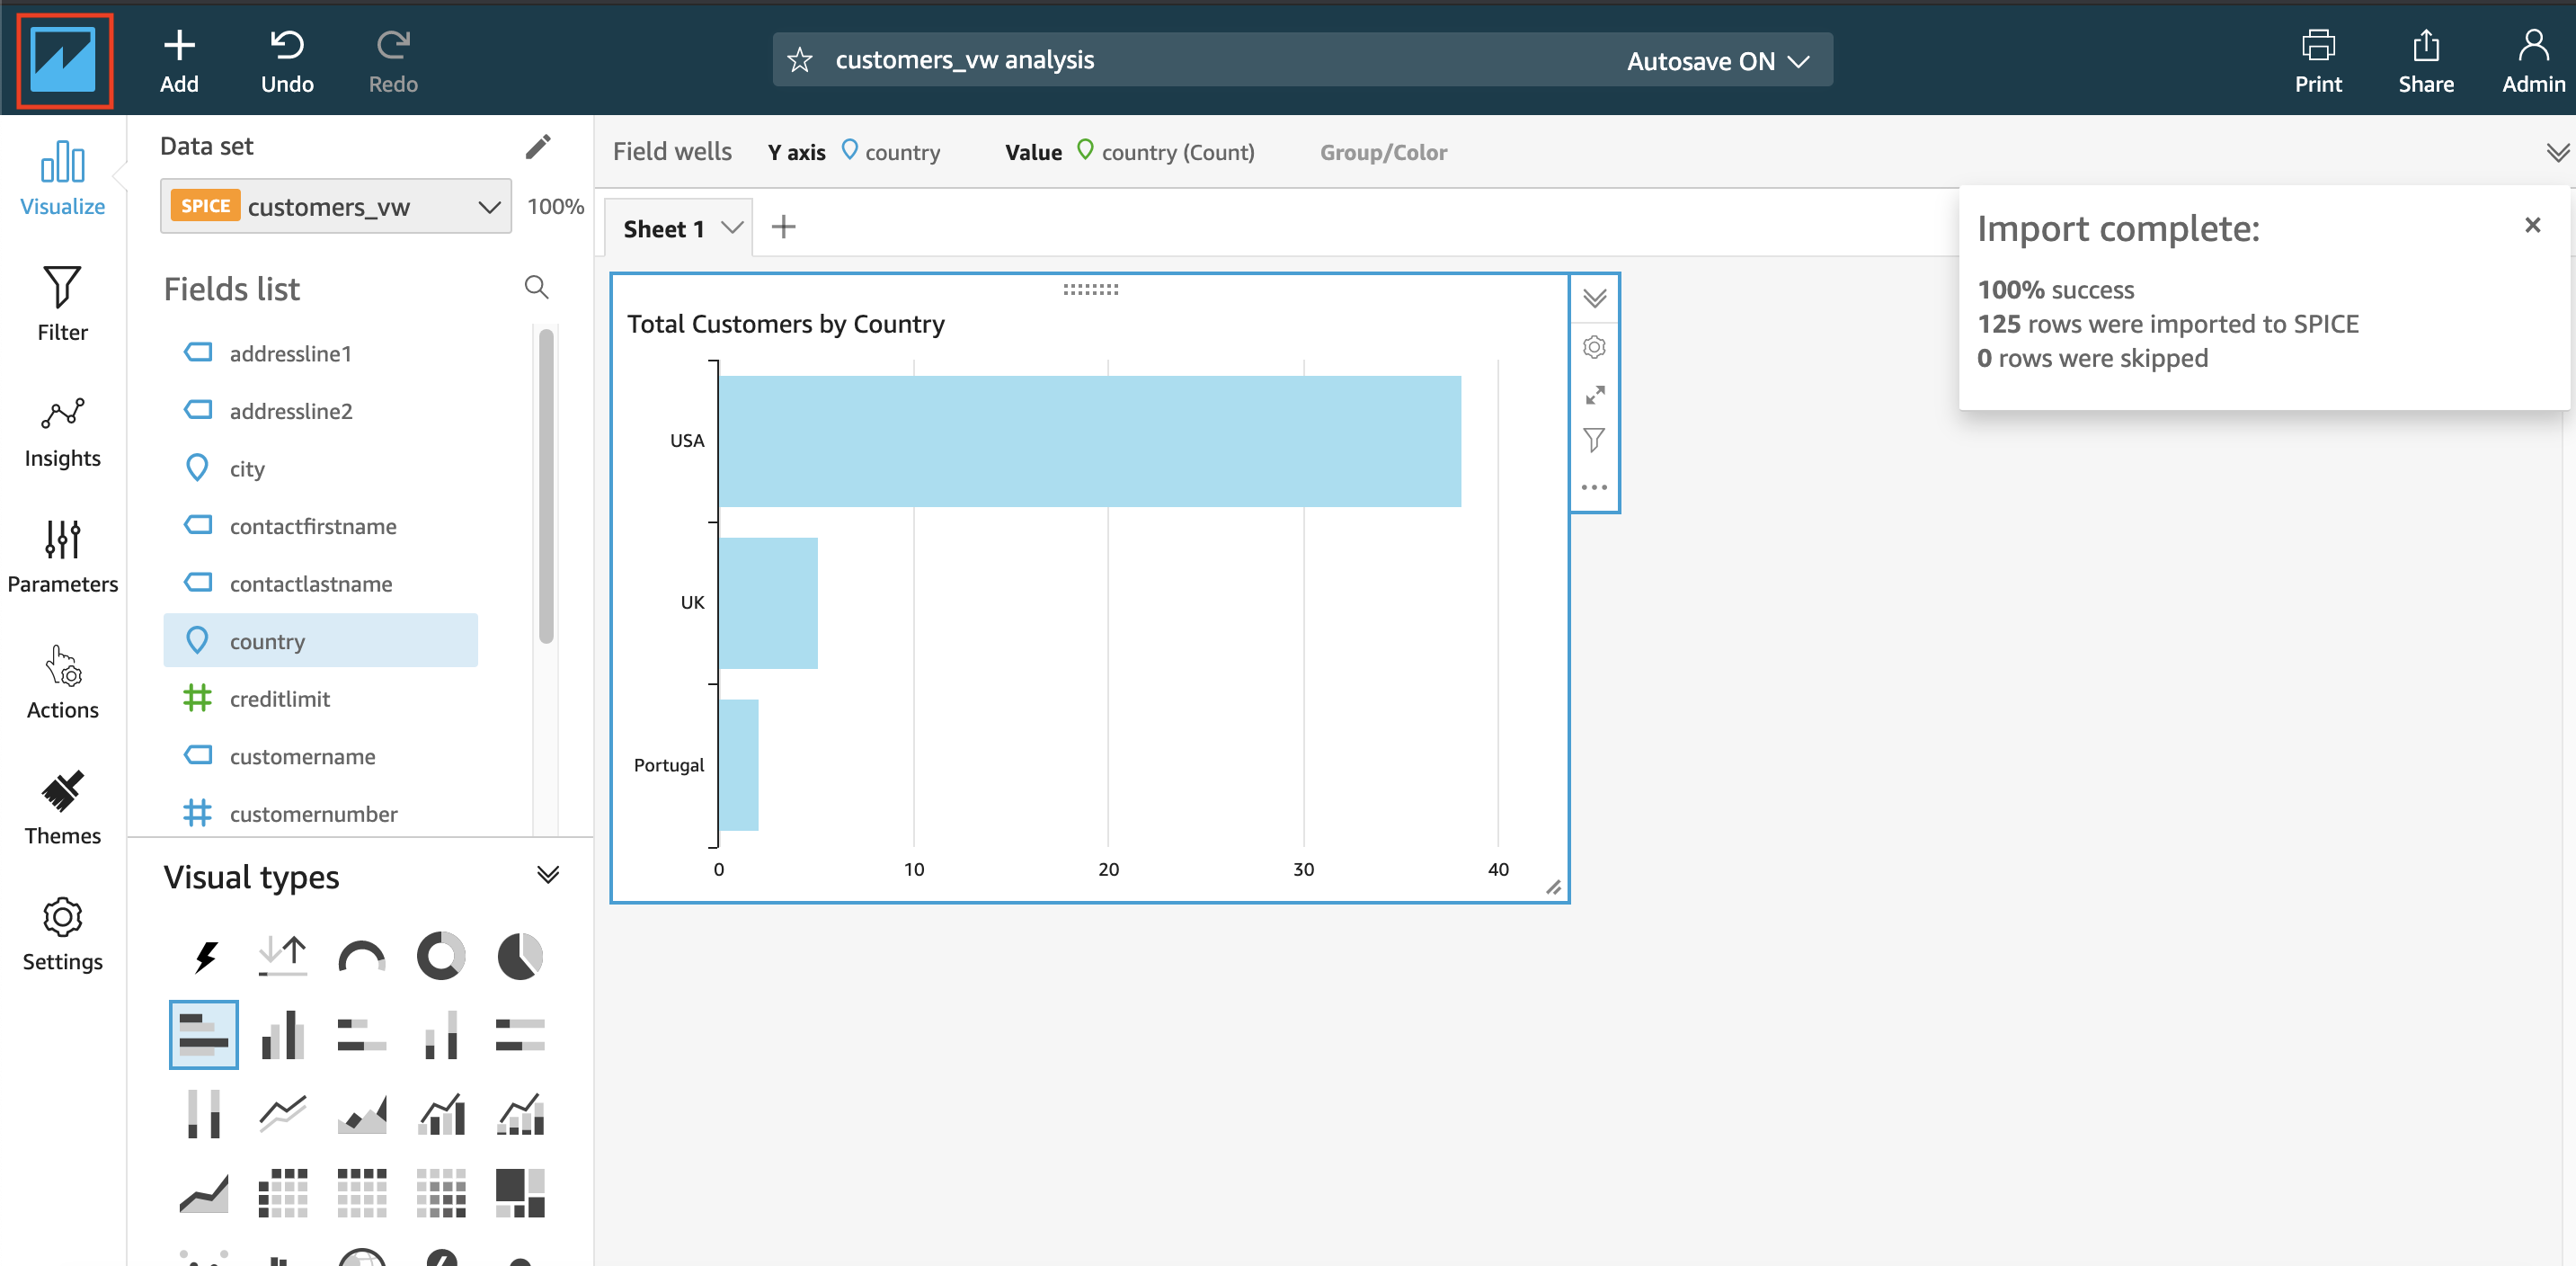 Add
Undo
Redo
customers_vw analysis
Autosave ON
Print
Share
Admin
Visualize
Filter
Insights
Parameters
Actions
Themes
Settings
Data set
SPICE customers_vw 100%
Fields list
addressline1
addressline2
city
contactfirstname
contactlastname
country
creditlimit
customername
customernumber
Visual types
Field wells Y axis country Value country (Count) Group/Color
Sheet 1
Total Customers by Country
USA
UK
Portugal
0 10 20 30 40
Import complete:
100% success
125 rows were imported to SPICE
0 rows were skipped